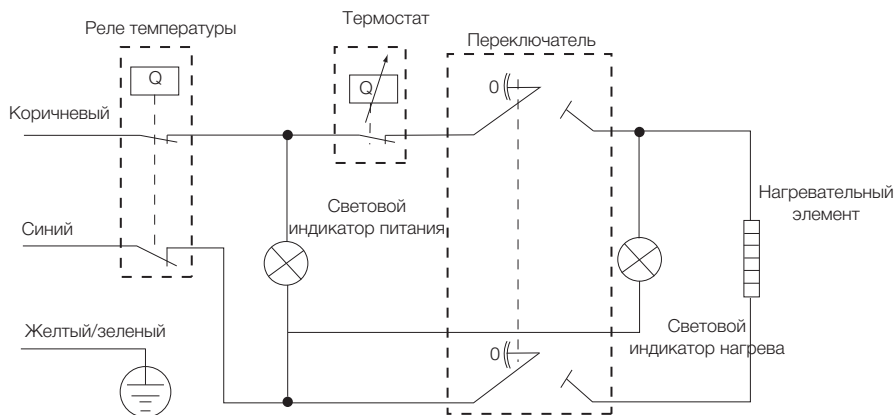 Реле температуры
Термостат
Переключатель
Q
Q
0
Коричневый
Световой
индикатор питания
Нагревательный
элемент
Синий
Желтый/зеленый
0
Световой
индикатор нагрева